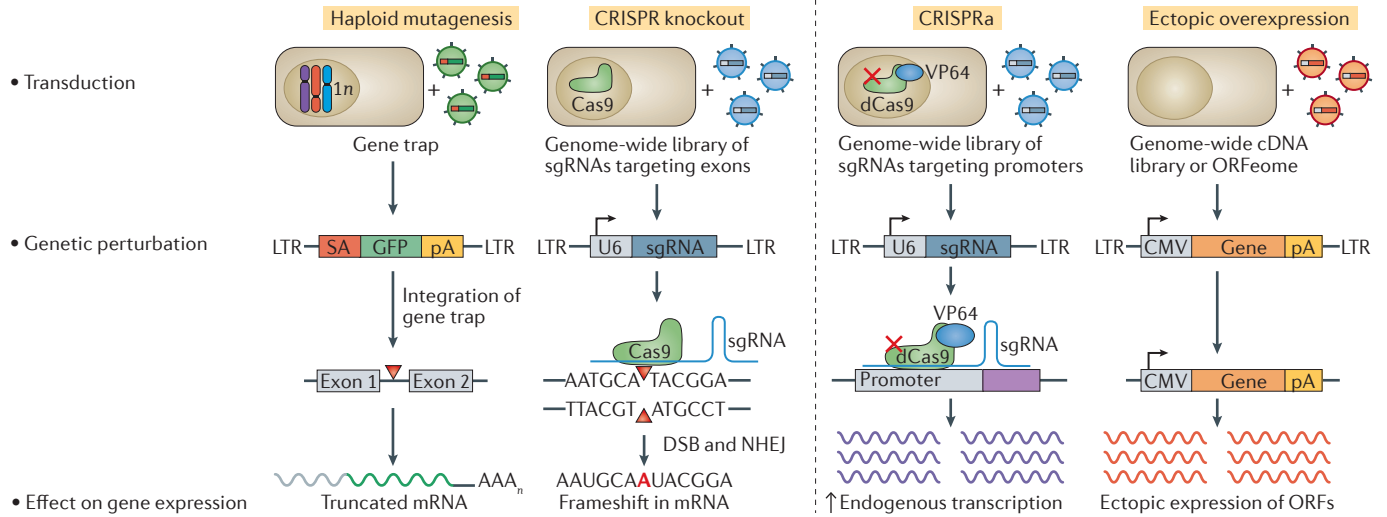 Haploid mutagenesis
CRISPR knockout
CRISPRa
Ectopic overexpression
• Transduction
1n
+
Cas9
+
VP64
dCas9
+
+
Gene trap
Genome-wide library of
sgRNAs targeting exons
Genome-wide library of
sgRNAs targeting promoters
Genome-wide cDNA
library or ORFeome
• Genetic perturbation
LTR SA GFP pA LTR
LTR U6 sgRNA LTR
LTR U6 sgRNA LTR
LTR CMV Gene pA LTR
Integration of
gene trap
Cas9
sgRNA
VP64
dCas9
sgRNA
Exon 1
Exon 2
AATGCA TACGGA
TTACGT ATGCCT
Promoter
CMV Gene pA
DSB and NHEJ
AAAn
AAUGCAAUACGGA
• Effect on gene expression
Truncated mRNA
Frameshift in mRNA
↑ Endogenous transcription
Ectopic expression of ORFs